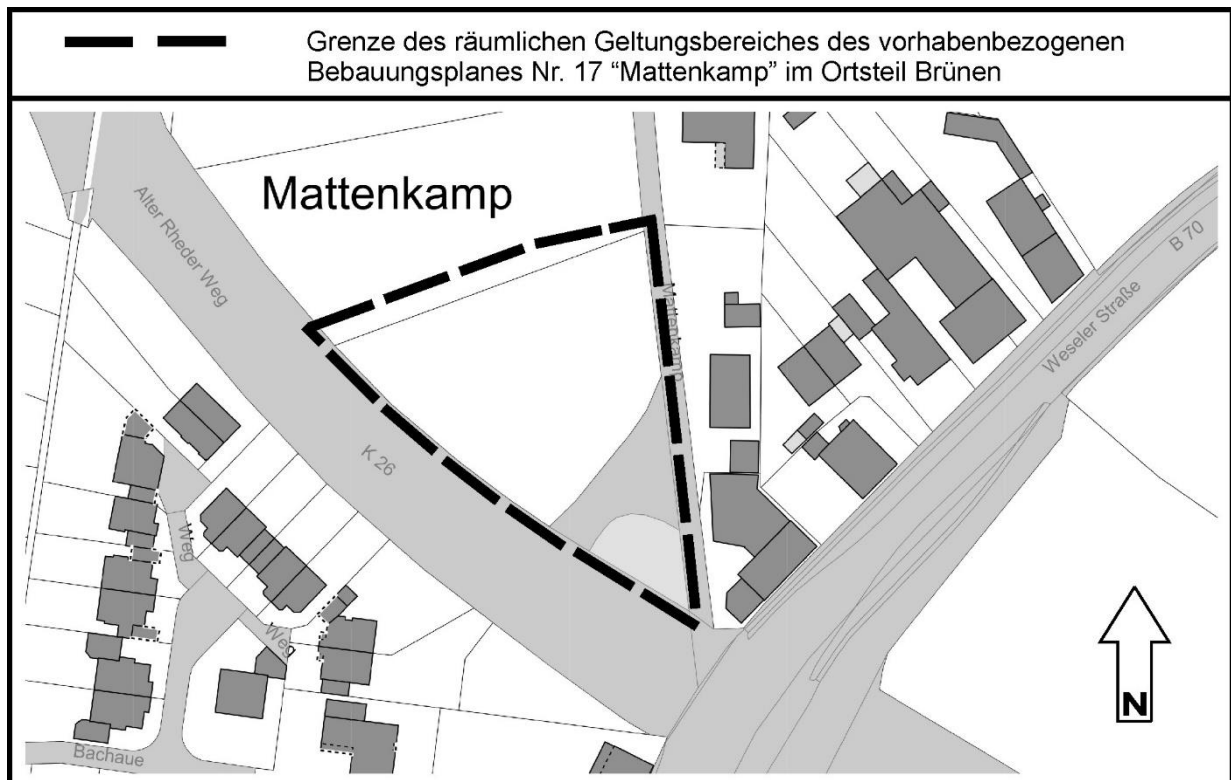 Grenze des räumlichen Geltungsbereiches des vorhabenbezogenen
Bebauungsplanes Nr. 17 “Mattenkamp” im Ortsteil Brünen
Mattenkamp
Alter Rheder Weg
B 70
Weseler Straße
Mattenkamp
K 26
Weg
Weg
Bachaue
N